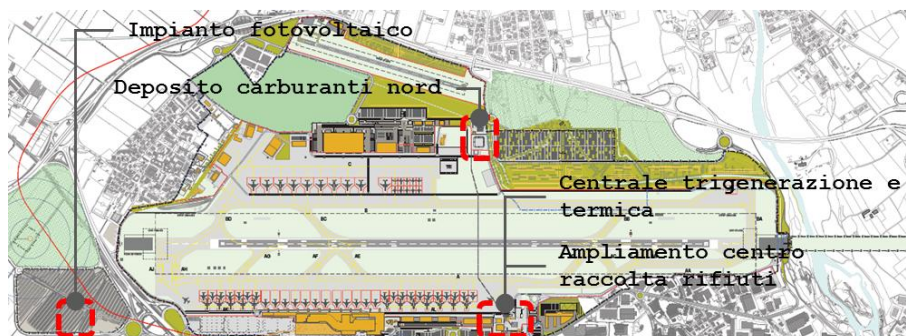 Impianto fotovoltaico
Deposito carburanti nord
Centrale trigenerazione e
termica
Ampliamento centro
raccolta rifiuti